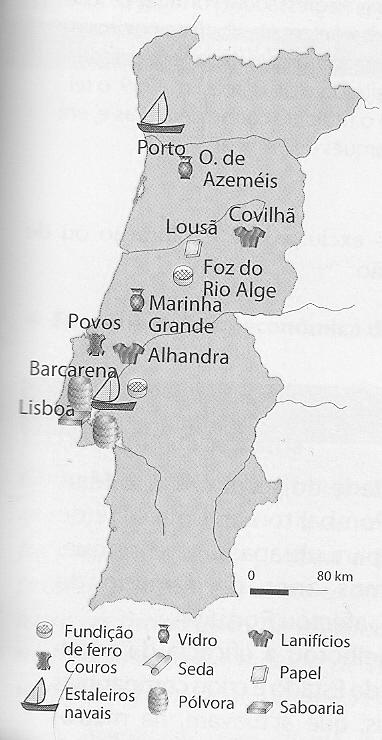 Porto
O. de
Azeméis
Covilhã
Lousã
Foz do
Rio Alge
Marinha
Grande
Povos
Alhandra
Barcarena
Lisboa
0 80 km
Fundição
de ferro
Vidro
Lanifícios
Couros
Seda
Papel
Estaleiros
navais
Pólvora
Saboaria